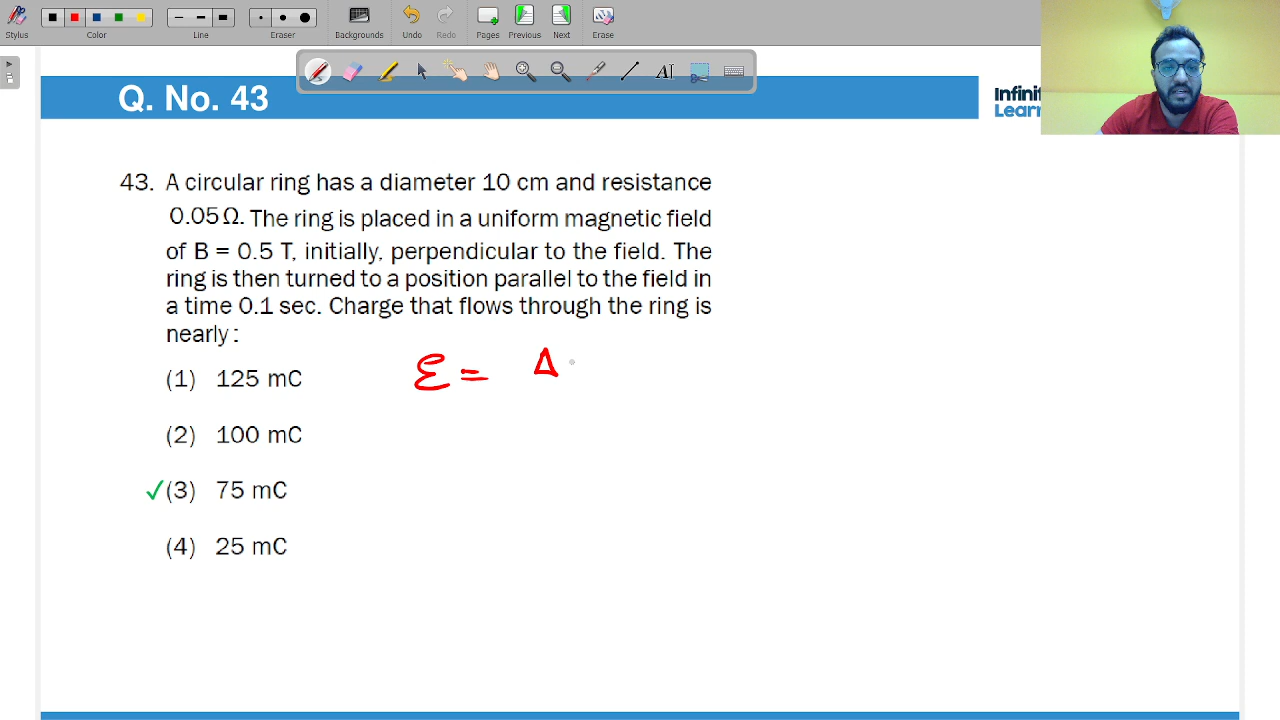 Stylus
Color
Line
Eraser
Backgrounds
Undo
Redo
Pages
Previous
Next
Erase
Q. No. 43
Infinit
Learn
43. A circular ring has a diameter 10 cm and resistance
0.05 Ω. The ring is placed in a uniform magnetic field
of B = 0.5 T, initially, perpendicular to the field. The
ring is then turned to a position parallel to the field in
a time 0.1 sec. Charge that flows through the ring is
nearly :
ε = Δ
(1) 125 mC
(2) 100 mC
✓(3) 75 mC
(4) 25 mC